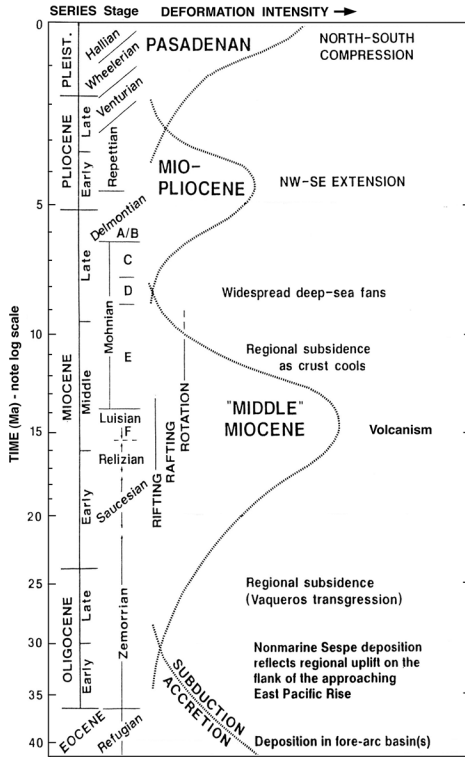 SERIES Stage DEFORMATION INTENSITY →
TIME (Ma) - note log scale
0
5
10
15
20
25
30
35
40
PLEIST.
PLIOCENE
MIOCENE
OLIGOCENE
EOCENE
Late
Early
Late
Middle
Early
Late
Early
Hallian
Wheelerian
Venturian
Repettian
Delmontian
A/B
C
D
E
Mohnian
Luisian
F
Relizian
Saucesian
Zemorrian
Refugian
RIFTING
RAFTING
ROTATION
PASADENAN
NORTH-SOUTH
COMPRESSION
MIO-
PLIOCENE
NW-SE EXTENSION
Widespread deep-sea fans
Regional subsidence
as crust cools
"MIDDLE"
MIOCENE
Volcanism
Regional subsidence
(Vaqueros transgression)
Nonmarine Sespe deposition
reflects regional uplift on the
flank of the approaching
East Pacific Rise
SUBDUCTION
ACCRETION
Deposition in fore-arc basin(s)